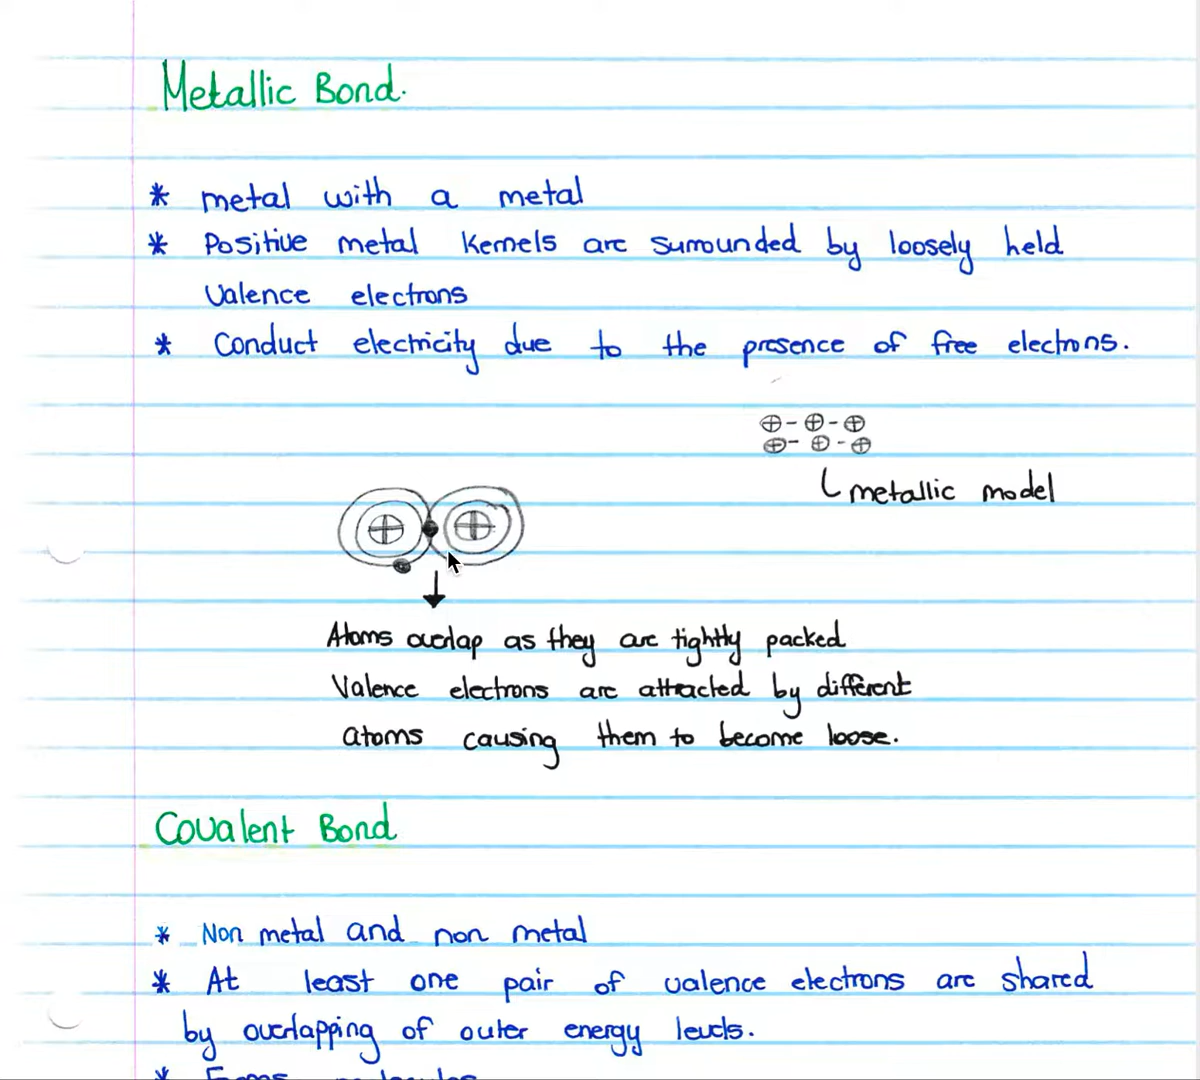 Metallic Bond.
* metal with a metal
* Positive metal kernels are surrounded by loosely held
valence electrons
* Conduct electricity due to the presence of free electrons.
⊕ - ⊕ - ⊕
⊕ - ⊕ - ⊕
metallic model
Atoms overlap as they are tightly packed
Valence electrons are attracted by different
atoms causing them to become loose.
Covalent Bond
* Non metal and non metal
* At least one pair of valence electrons are shared
by overlapping of outer energy levels.